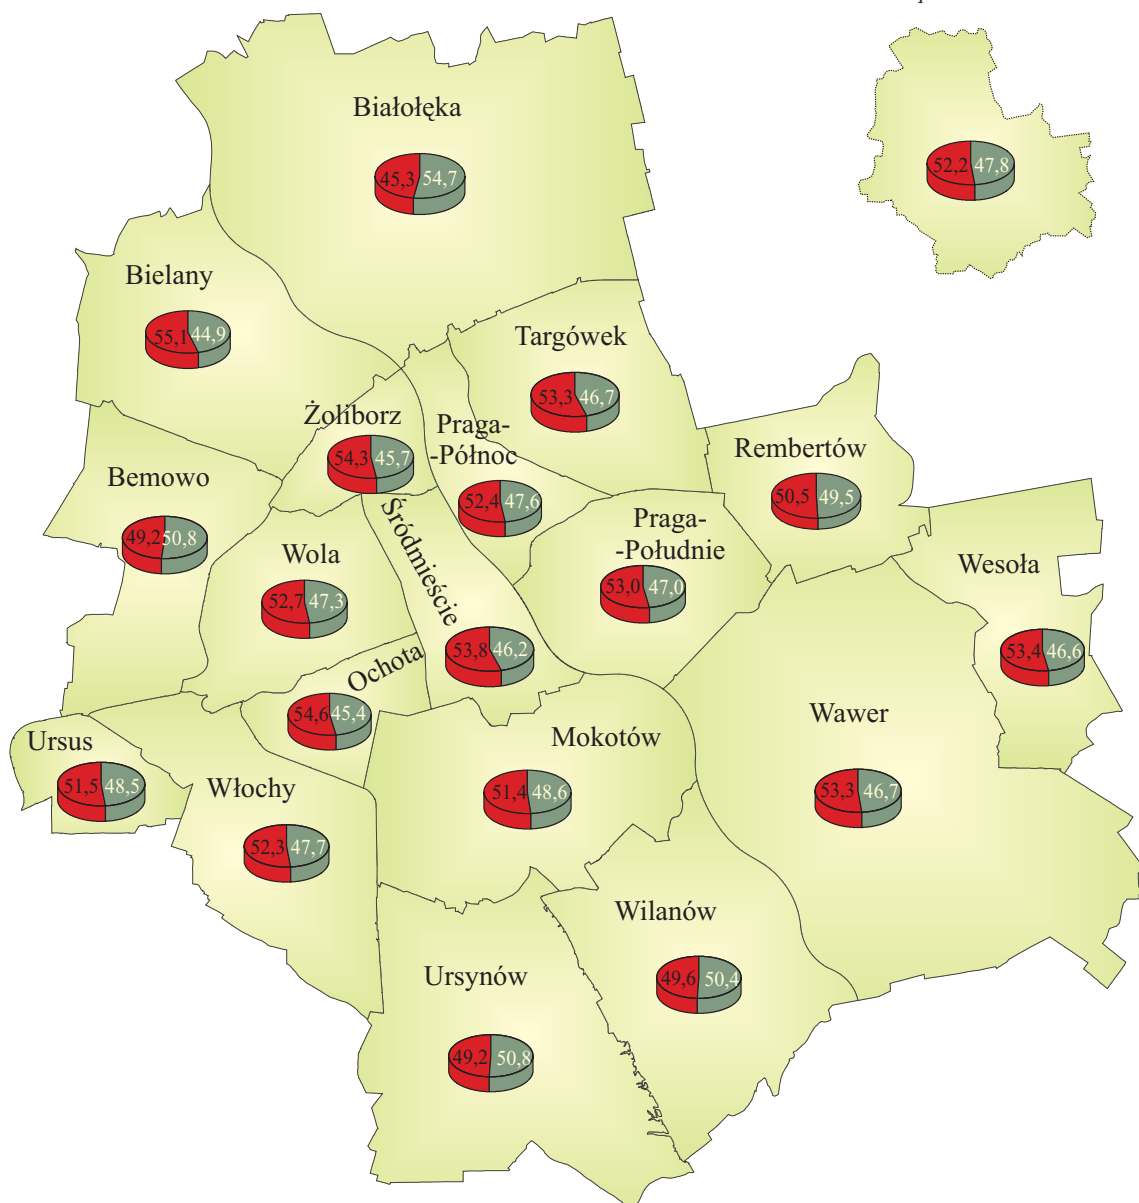 Białołęka
45,3 54,7
52,2 47,8
Bielany
55,1 44,9
Targówek
53,3 46,7
Żoliborz
54,3 45,7
Praga-
-Północ
52,4 47,6
Rembertów
50,5 49,5
Bemowo
49,2 50,8
Śródmieście
53,8 46,2
Praga-
-Południe
53,0 47,0
Wola
52,7 47,3
Wesoła
53,4 46,6
Ochota
54,6 45,4
Ursus
51,5 48,5
Włochy
52,3 47,7
Mokotów
51,4 48,6
Wawer
53,3 46,7
Wilanów
49,6 50,4
Ursynów
49,2 50,8